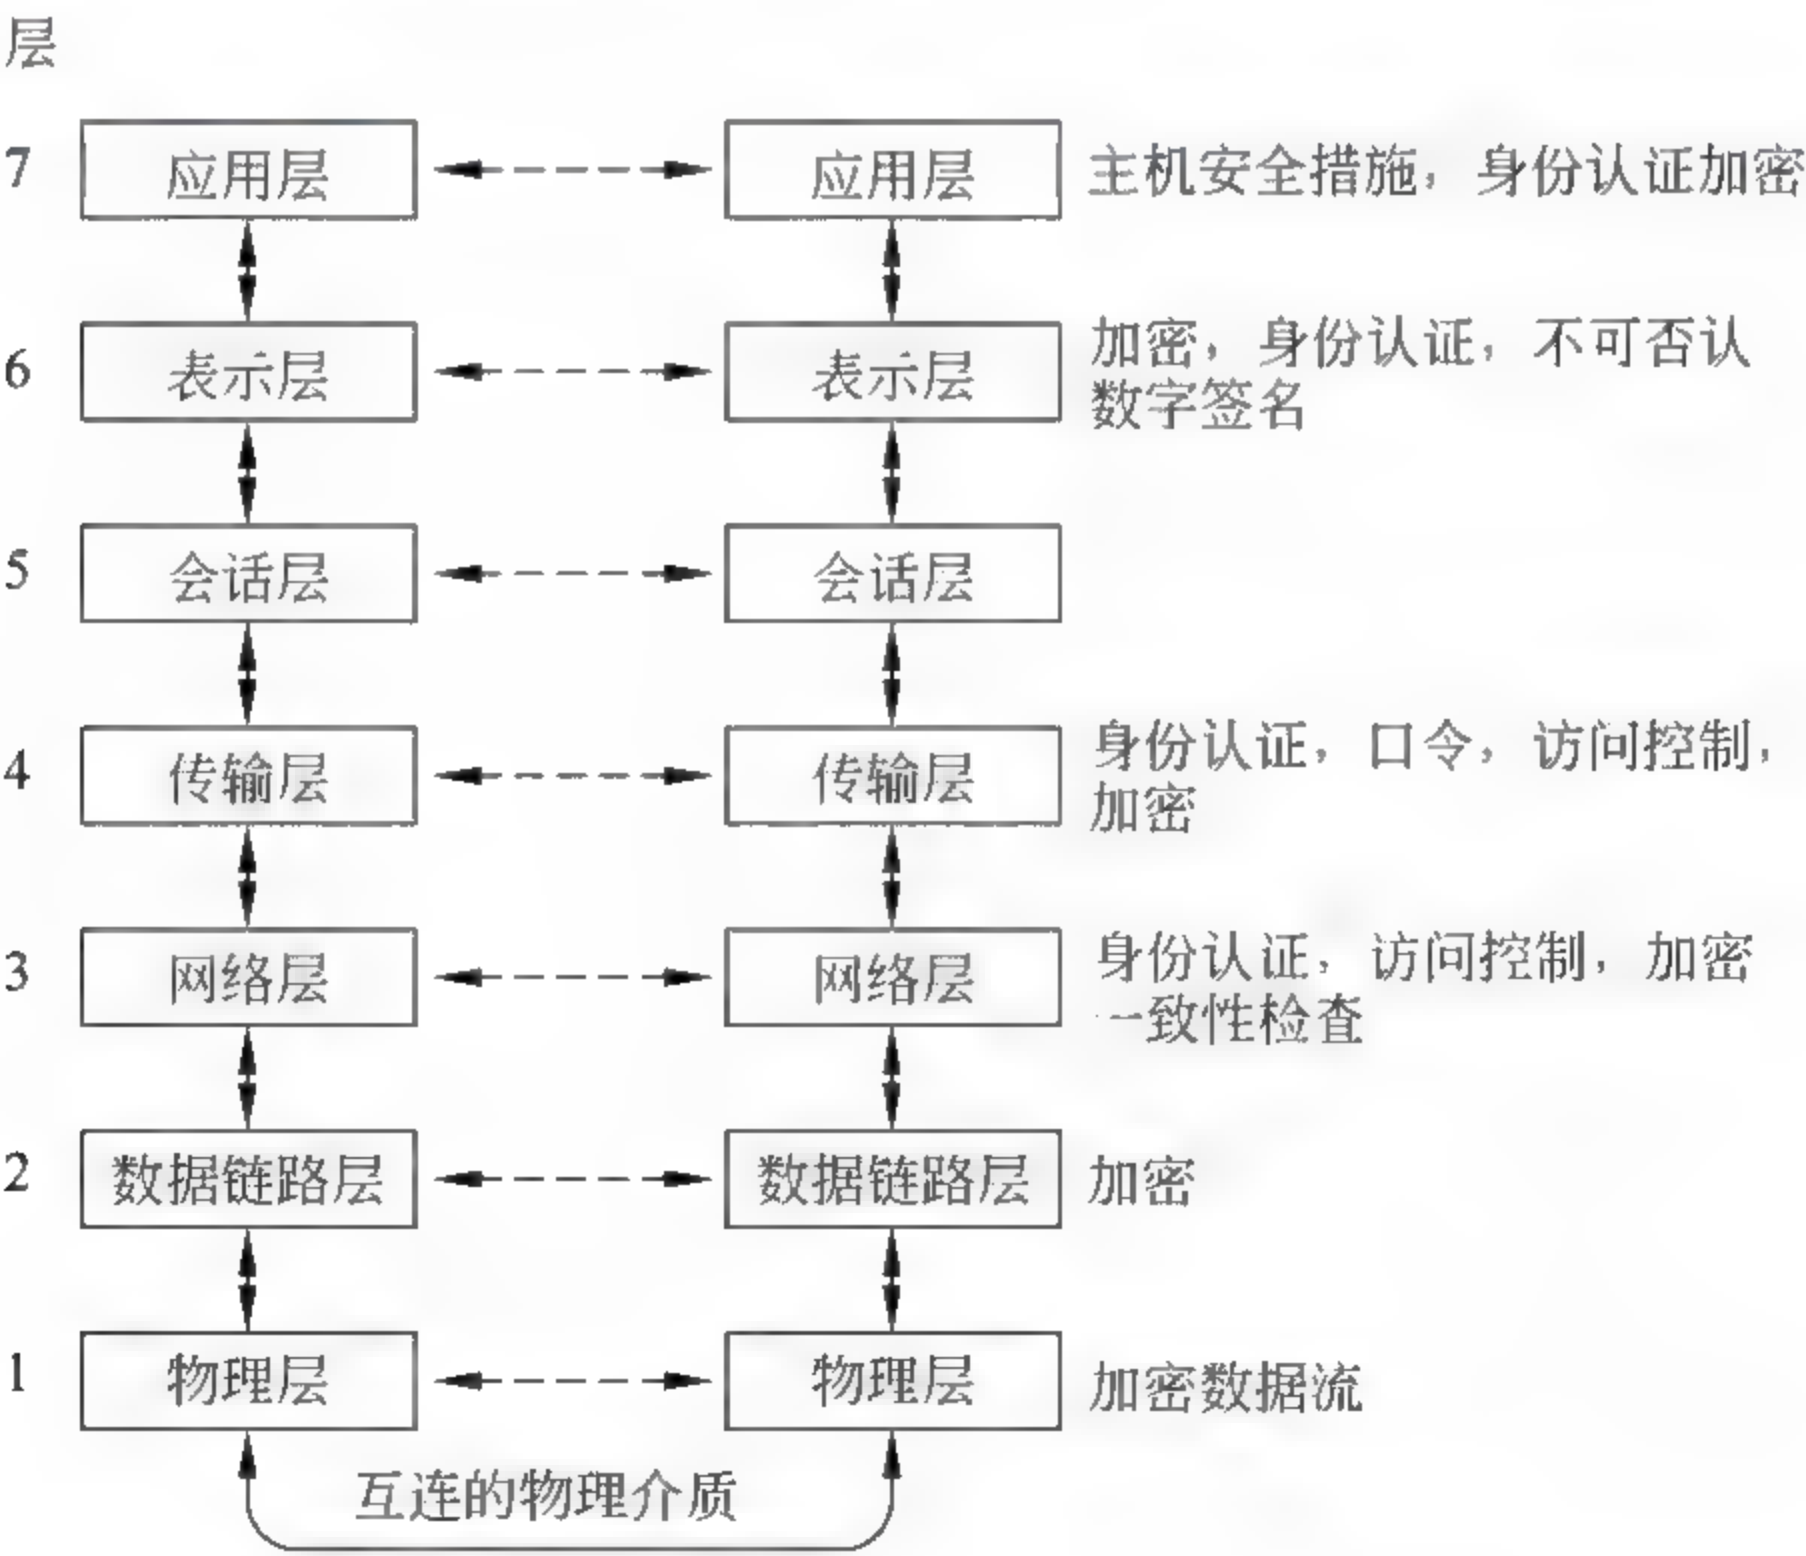 层
7 应用层 应用层 主机安全措施，身份认证加密
6 表示层 表示层 加密，身份认证，不可否认
数字签名
5 会话层 会话层
4 传输层 传输层 身份认证，口令，访问控制，
加密
3 网络层 网络层 身份认证，访问控制，加密
一致性检查
2 数据链路层 数据链路层 加密
1 物理层 物理层 加密数据流
互连的物理介质